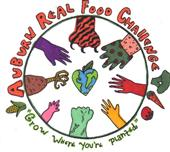 AUBURN REAL FOOD CHALLENGE
"Grow where you're planted"